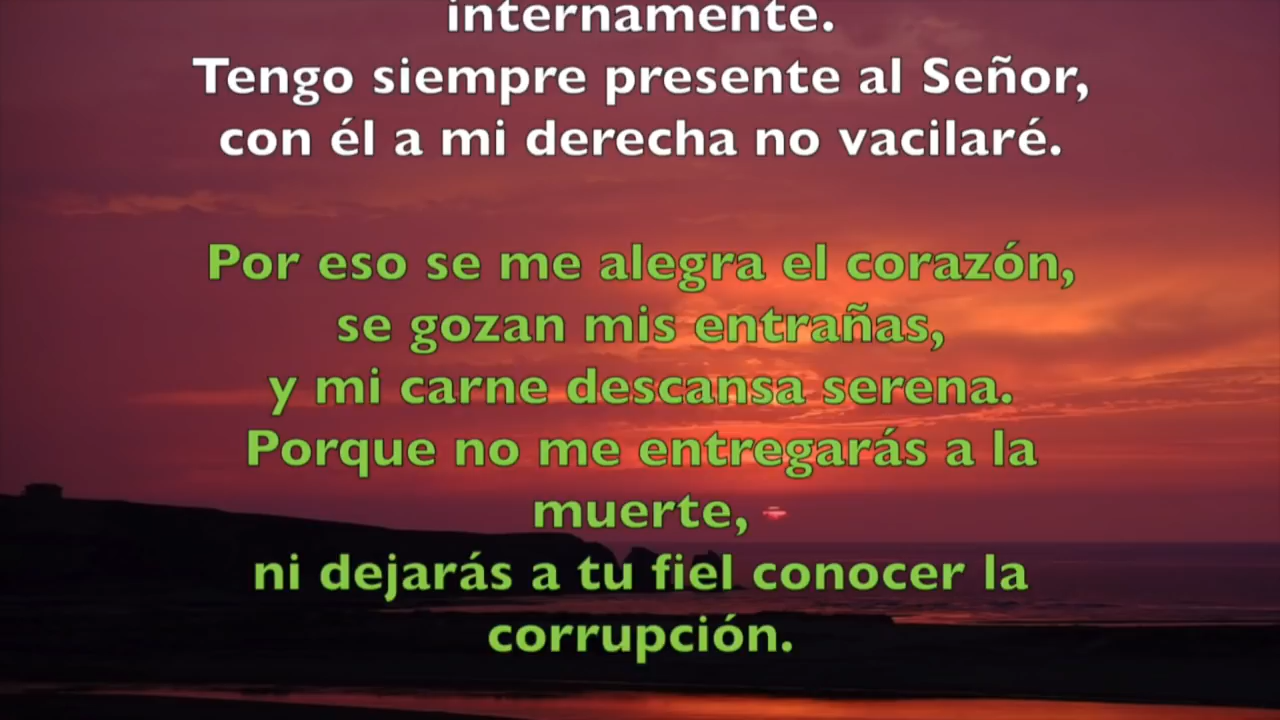 internamente.
Tengo siempre presente al Señor,
con él a mi derecha no vacilaré.
Por eso se me alegra el corazón,
se gozan mis entrañas,
y mi carne descansa serena.
Porque no me entregarás a la
muerte,
ni dejarás a tu fiel conocer la
corrupción.